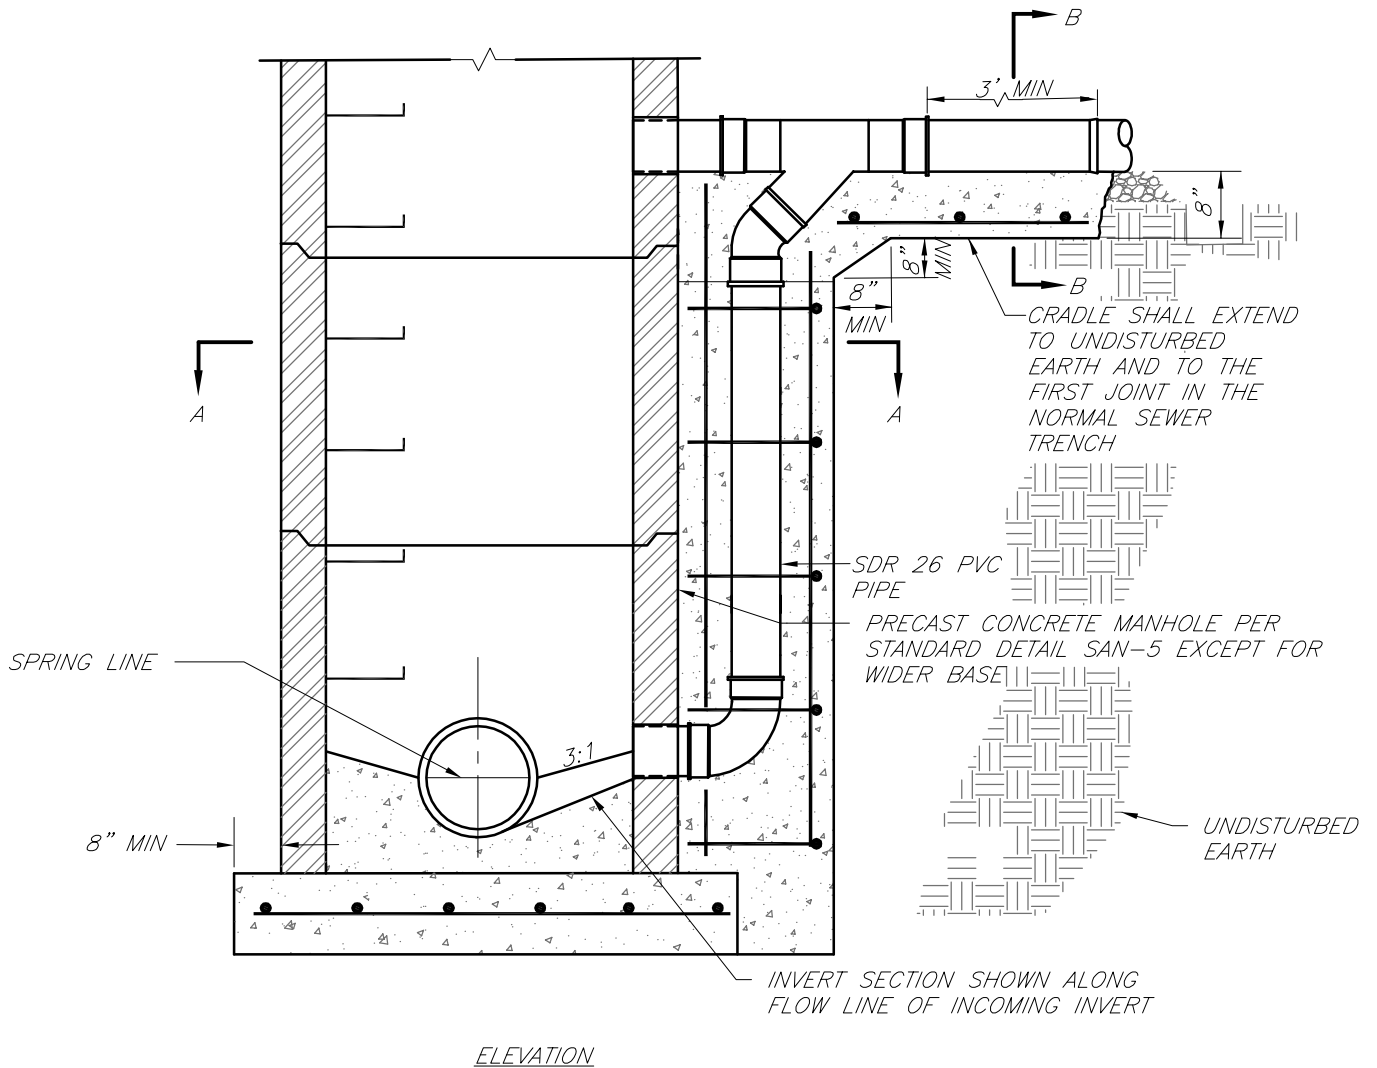 B
3' MIN
8"
8"
MIN
B
8"
MIN
CRADLE SHALL EXTEND
TO UNDISTURBED
EARTH AND TO THE
FIRST JOINT IN THE
NORMAL SEWER
TRENCH
A
A
SDR 26 PVC
PIPE
PRECAST CONCRETE MANHOLE PER
STANDARD DETAIL SAN-5 EXCEPT FOR
WIDER BASE
SPRING LINE
3:1
8" MIN
UNDISTURBED
EARTH
INVERT SECTION SHOWN ALONG
FLOW LINE OF INCOMING INVERT
ELEVATION